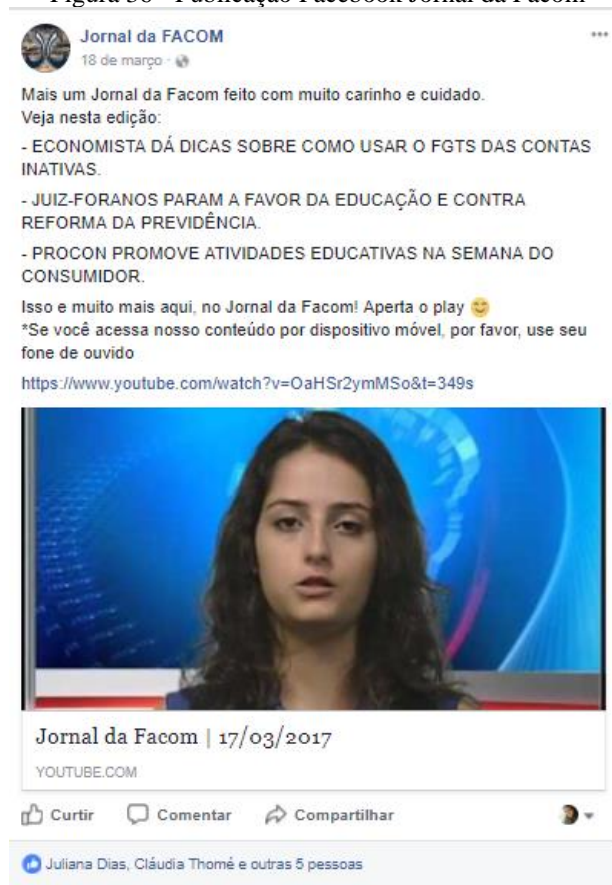 Figura 36 - Publicação Facebook Jornal da Facom
Jornal da FACOM
18 de março ·
Mais um Jornal da Facom feito com muito carinho e cuidado.
Veja nesta edição:
- ECONOMISTA DÁ DICAS SOBRE COMO USAR O FGTS DAS CONTAS
INATIVAS.
- JUIZ-FORANOS PARAM A FAVOR DA EDUCAÇÃO E CONTRA
REFORMA DA PREVIDÊNCIA.
- PROCON PROMOVE ATIVIDADES EDUCATIVAS NA SEMANA DO
CONSUMIDOR.
Isso e muito mais aqui, no Jornal da Facom! Aperta o play 😊
*Se você acessa nosso conteúdo por dispositivo móvel, por favor, use seu
fone de ouvido
https://www.youtube.com/watch?v=OaHSr2ymMSo&t=349s
Jornal da Facom | 17/03/2017
YOUTUBE.COM
Curtir Comentar Compartilhar
Juliana Dias, Cláudia Thomé e outras 5 pessoas